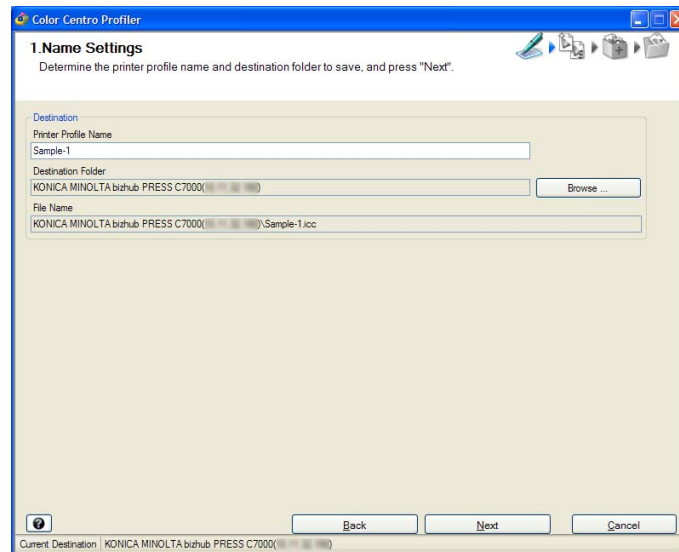 Color Centro Profiler
1.Name Settings
Determine the printer profile name and destination folder to save, and press "Next".
Destination
Printer Profile Name
Sample-1
Destination Folder
KONICA MINOLTA bizhub PRESS C7000( )
Browse ...
File Name
KONICA MINOLTA bizhub PRESS C7000( )\Sample-1.icc
Back
Next
Cancel
Current Destination KONICA MINOLTA bizhub PRESS C7000( )